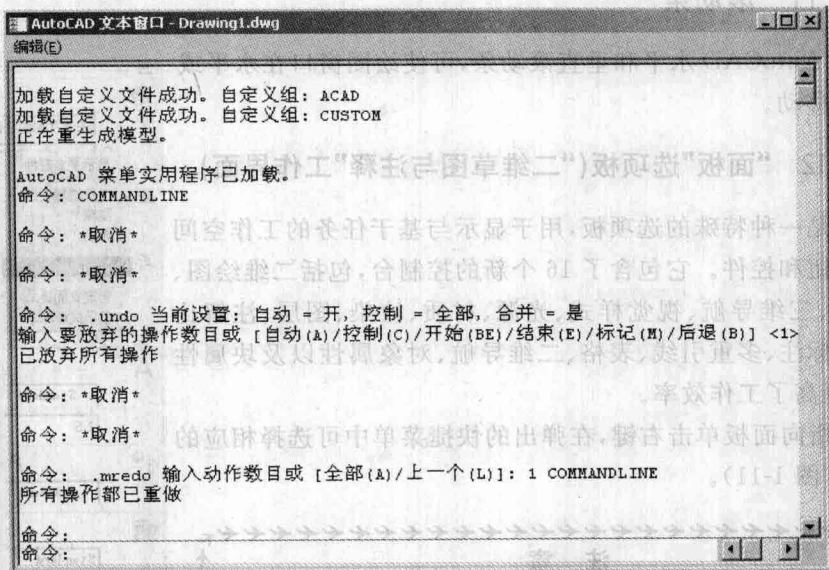 AutoCAD 文本窗口 - Drawing1.dwg
编辑(E)
加载自定义文件成功。自定义组: ACAD
加载自定义文件成功。自定义组: CUSTOM
正在重生成模型。
AutoCAD 菜单实用程序已加载。
命令: COMMANDLINE
命令: *取消*
命令: *取消*
命令: _.undo 当前设置: 自动 = 开, 控制 = 全部, 合并 = 是
输入要放弃的操作数目或 [自动(A)/控制(C)/开始(BE)/结束(E)/标记(M)/后退(B)] <1>
已放弃所有操作
命令: *取消*
命令: *取消*
命令: _.mredo 输入动作数目或 [全部(A)/上一个(L)]: 1 COMMANDLINE
所有操作都已重做
命令:
命令: